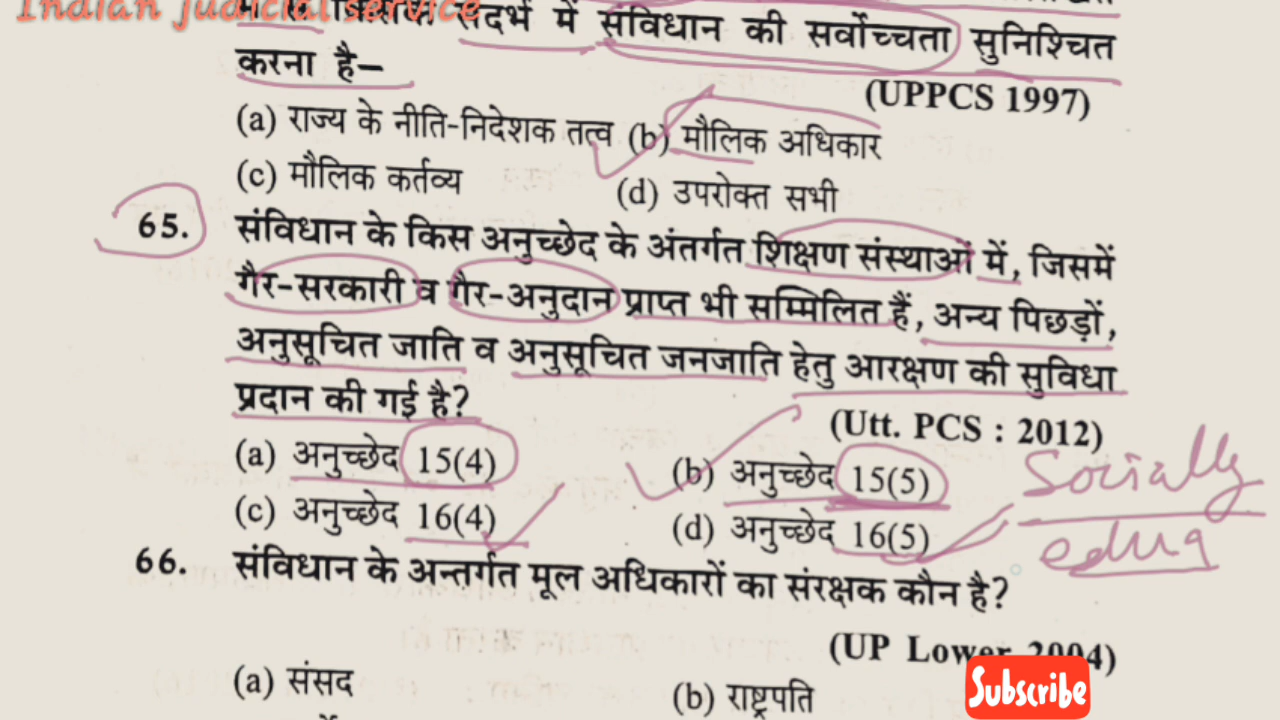 Indian judicial service
संदर्भ में संविधान की सर्वोच्चता सुनिश्चित
करना है–
(UPPCS 1997)
(a) राज्य के नीति-निदेशक तत्व (b) मौलिक अधिकार
(c) मौलिक कर्तव्य (d) उपरोक्त सभी
65. संविधान के किस अनुच्छेद के अंतर्गत शिक्षण संस्थाओं में, जिसमें
गैर-सरकारी व गैर-अनुदान प्राप्त भी सम्मिलित हैं, अन्य पिछड़ों,
अनुसूचित जाति व अनुसूचित जनजाति हेतु आरक्षण की सुविधा
प्रदान की गई है?
(Utt. PCS : 2012)
(a) अनुच्छेद 15(4) (b) अनुच्छेद 15(5)
(c) अनुच्छेद 16(4) (d) अनुच्छेद 16(5)
Socially
66. संविधान के अन्तर्गत मूल अधिकारों का संरक्षक कौन है?
(UP Lower 2004)
(a) संसद (b) राष्ट्रपति
Subscribe